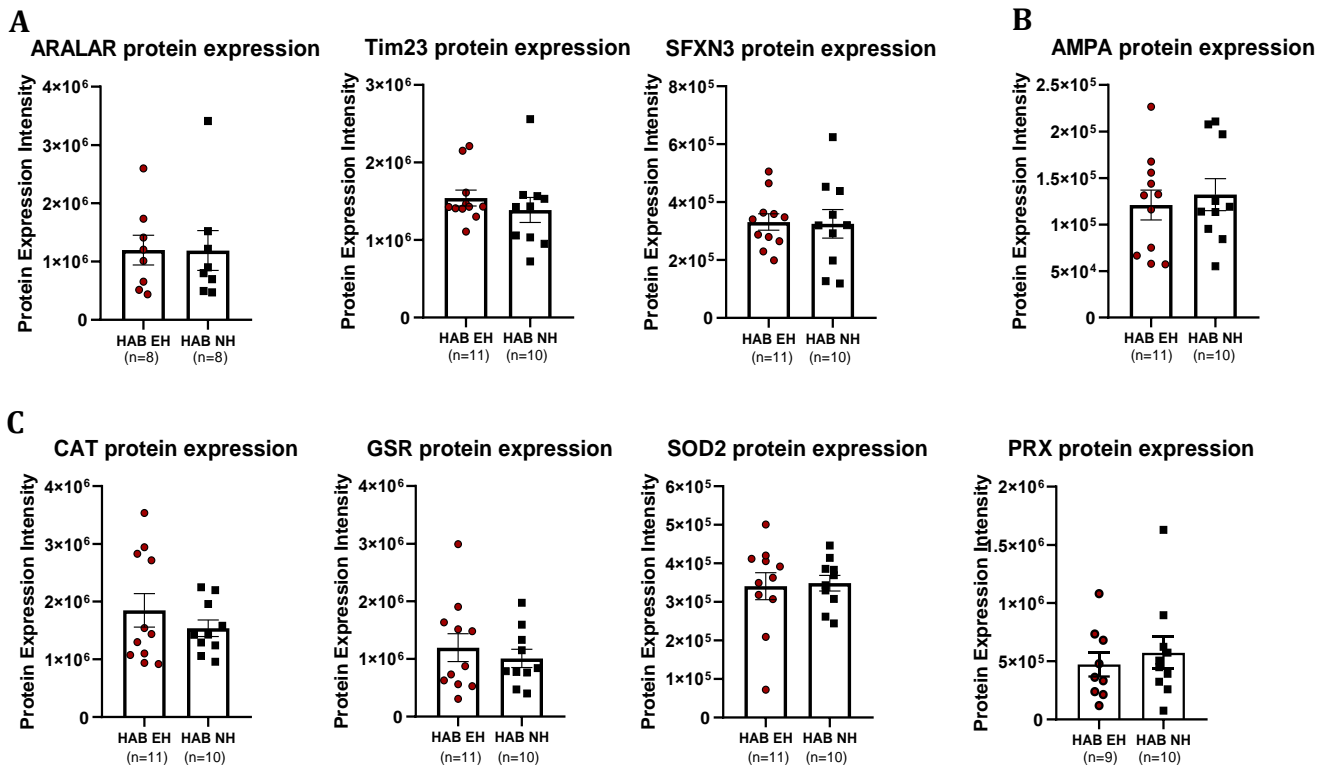 A
B
ARALAR protein expression
Tim23 protein expression
SFXN3 protein expression
AMPA protein expression
Protein Expression Intensity
4×10⁶
3×10⁶
2×10⁶
1×10⁶
0
HAB EH
HAB NH
(n=8)
(n=8)
Protein Expression Intensity
3×10⁶
2×10⁶
1×10⁶
0
HAB EH
HAB NH
(n=11)
(n=10)
Protein Expression Intensity
8×10⁵
6×10⁵
4×10⁵
2×10⁵
0
HAB EH
HAB NH
(n=11)
(n=10)
Protein Expression Intensity
2.5×10⁵
2×10⁵
1.5×10⁵
1×10⁵
5×10⁴
0
HAB EH
HAB NH
(n=11)
(n=10)
C
CAT protein expression
GSR protein expression
SOD2 protein expression
PRX protein expression
Protein Expression Intensity
4×10⁶
3×10⁶
2×10⁶
1×10⁶
0
HAB EH
HAB NH
(n=11)
(n=10)
Protein Expression Intensity
4×10⁶
3×10⁶
2×10⁶
1×10⁶
0
HAB EH
HAB NH
(n=11)
(n=10)
Protein Expression Intensity
6×10⁵
5×10⁵
4×10⁵
3×10⁵
2×10⁵
1×10⁵
0
HAB EH
HAB NH
(n=11)
(n=10)
Protein Expression Intensity
2×10⁶
1.5×10⁶
1×10⁶
5×10⁵
0
HAB EH
HAB NH
(n=9)
(n=10)